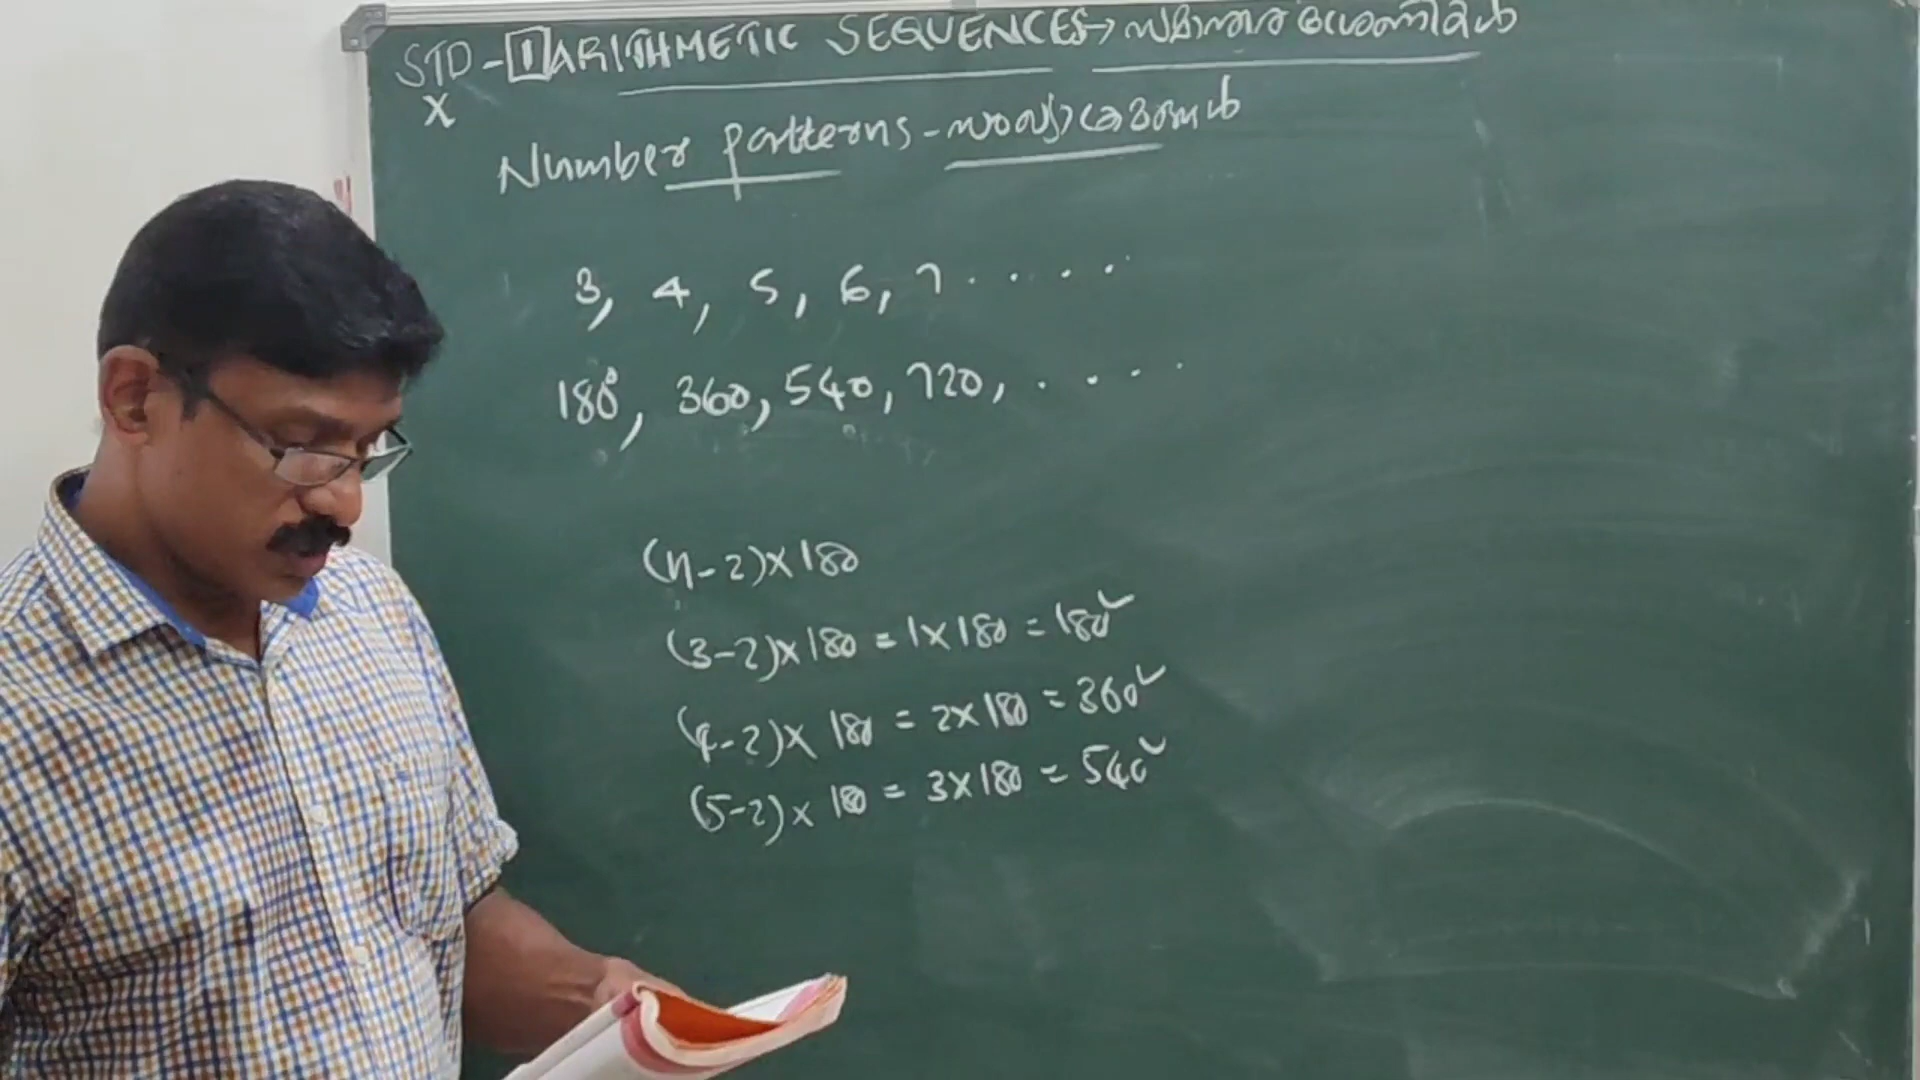 STD - 1 ARITHMETIC SEQUENCES → സമാന്തര ശ്രേണികൾ
X
Number patterns - സംഖ്യാക്രമങ്ങൾ
3, 4, 5, 6, 7 . . . .
180°, 360, 540, 720, . . . .
(n-2)×180
(3-2)×180 = 1×180 = 180
(4-2)× 180 = 2×180 = 360
(5-2)× 180 = 3×180 = 540